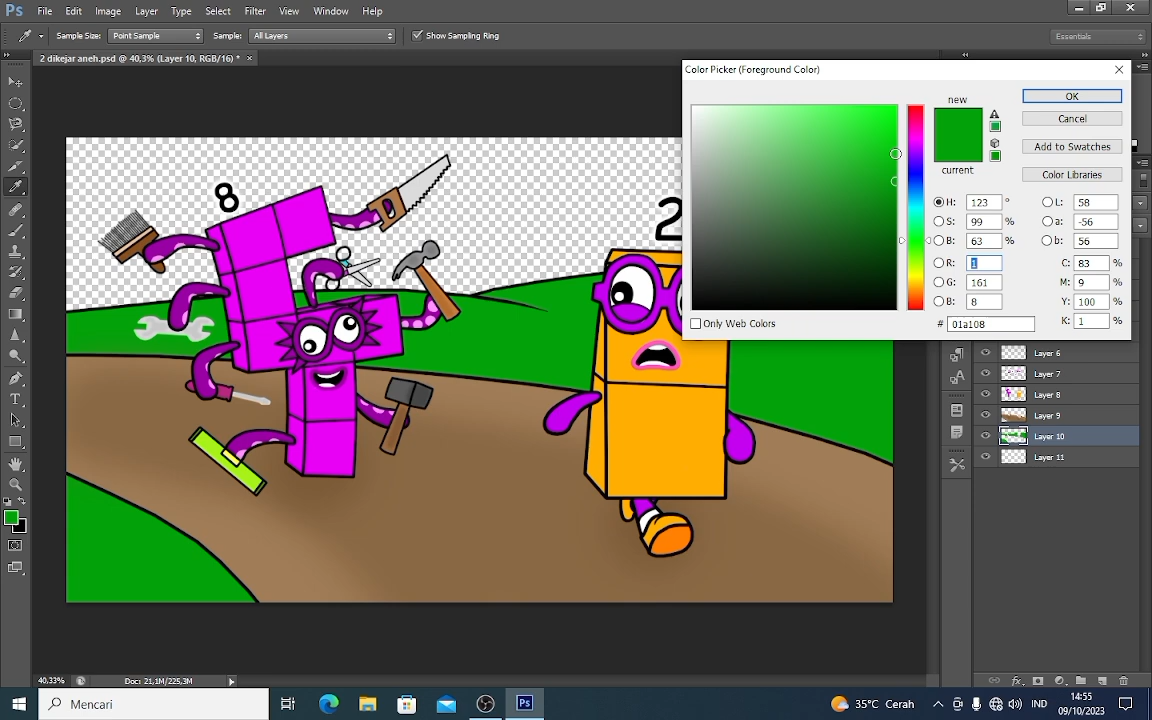 Ps File Edit Image Layer Type Select Filter View Window Help
Sample Size: Point Sample Sample: All Layers Show Sampling Ring Essentials
2 dikejar aneh.psd @ 40,3% (Layer 10, RGB/16) * ×
Color Picker (Foreground Color)
new
OK
Cancel
Add to Swatches
current
Color Libraries
H: 123 ° L: 58
S: 99 % a: -56
B: 63 % b: 56
R: 1 C: 83 %
G: 161 M: 9 %
B: 8 Y: 100 %
# 01a108 K: 1 %
Only Web Colors
8
2
Layer 6
Layer 7
Layer 8
Layer 9
Layer 10
Layer 11
T
40,33% Doc: 21,1M/225,3M
fx
Mencari
Ps
35°C Cerah
IND
14:55
09/10/2023